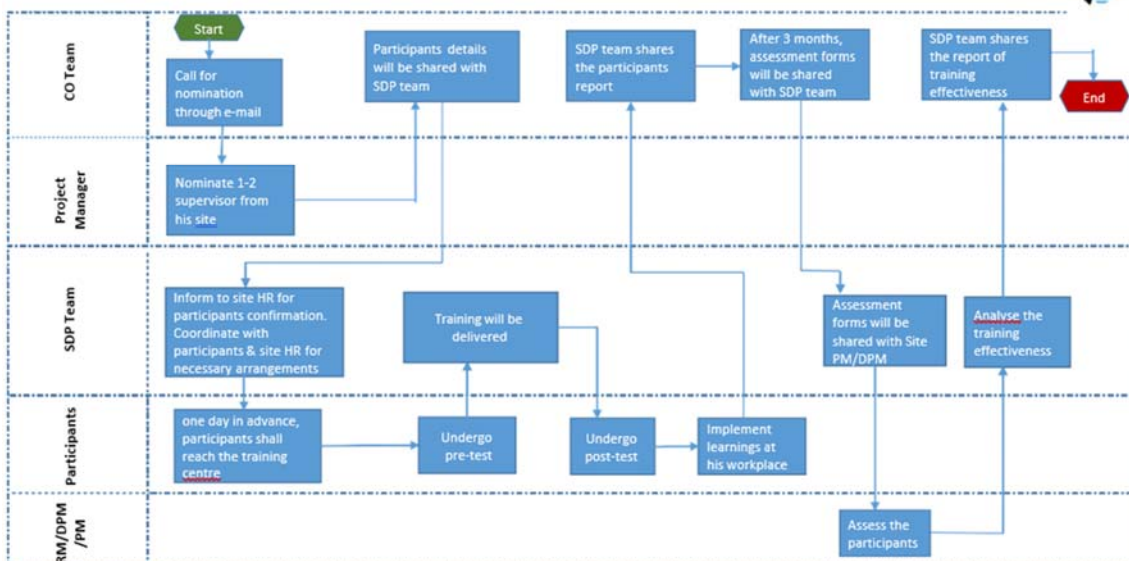 CO Team
Start
Call for
nomination
through e-mail
Participants details
will be shared with
SDP team
SDP team shares
the participants
report
After 3 months,
assessment forms
will be shared
with SDP team
SDP team shares
the report of
training
effectiveness
End
Project
Manager
Nominate 1-2
supervisor from
his site
SDP Team
Inform to site HR for
participants confirmation.
Coordinate with
participants & site HR for
necessary arrangements
Training will be
delivered
Assessment
forms will be
shared with Site
PM/DPM
Analyse the
training
effectiveness
Participants
one day in advance,
participants shall
reach the training
centre
Undergo
pre-test
Undergo
post-test
Implement
learnings at
his workplace
RM/DPM
/PM
Assess the
participants